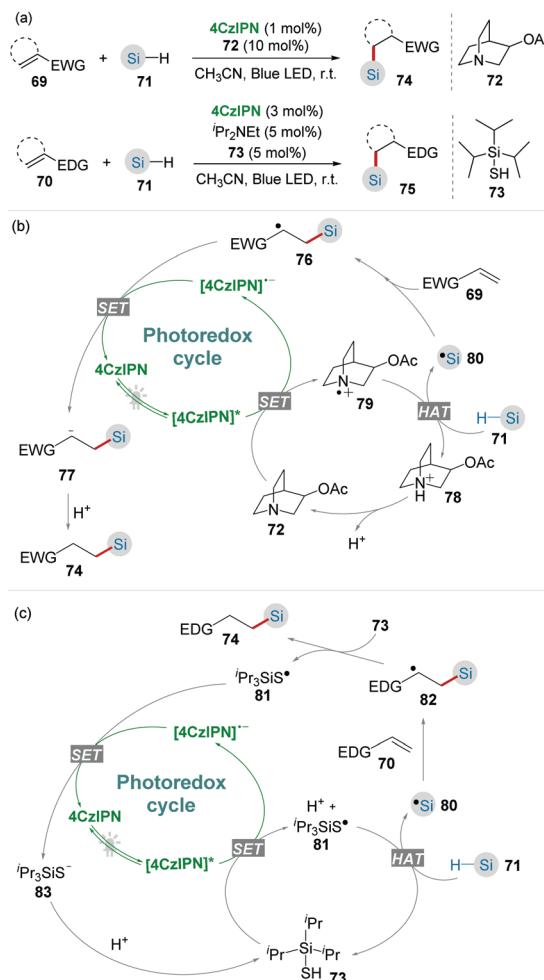 (a)
4CzIPN (1 mol%)
72 (10 mol%)
CH₃CN, Blue LED, r.t.
EWG
69
+
Si—H
71
EWG
Si
74
OAc
N
72
4CzIPN (3 mol%)
ⁱPr₂NEt (5 mol%)
73 (5 mol%)
CH₃CN, Blue LED, r.t.
EDG
70
+
Si—H
71
EDG
Si
75
Si
SH
73
(b)
EWG
Si
76
EWG
69
SET
[4CzIPN]•−
Photoredox
cycle
4CzIPN
[4CzIPN]*
SET
OAc
N
•+
79
•Si 80
HAT
H–Si
71
EWG
−
Si
77
OAc
N
72
OAc
N
H
+
78
H⁺
H⁺
EWG
Si
74
(c)
EDG
Si
74
73
ⁱPr₃SiS•
81
EDG
Si
82
SET
[4CzIPN]•−
EDG
70
Photoredox
cycle
4CzIPN
[4CzIPN]*
SET
H⁺ +
ⁱPr₃SiS•
81
•Si 80
HAT
H–Si 71
ⁱPr₃SiS⁻
83
H⁺
ⁱPr
ⁱPr
Si
ⁱPr
SH
73